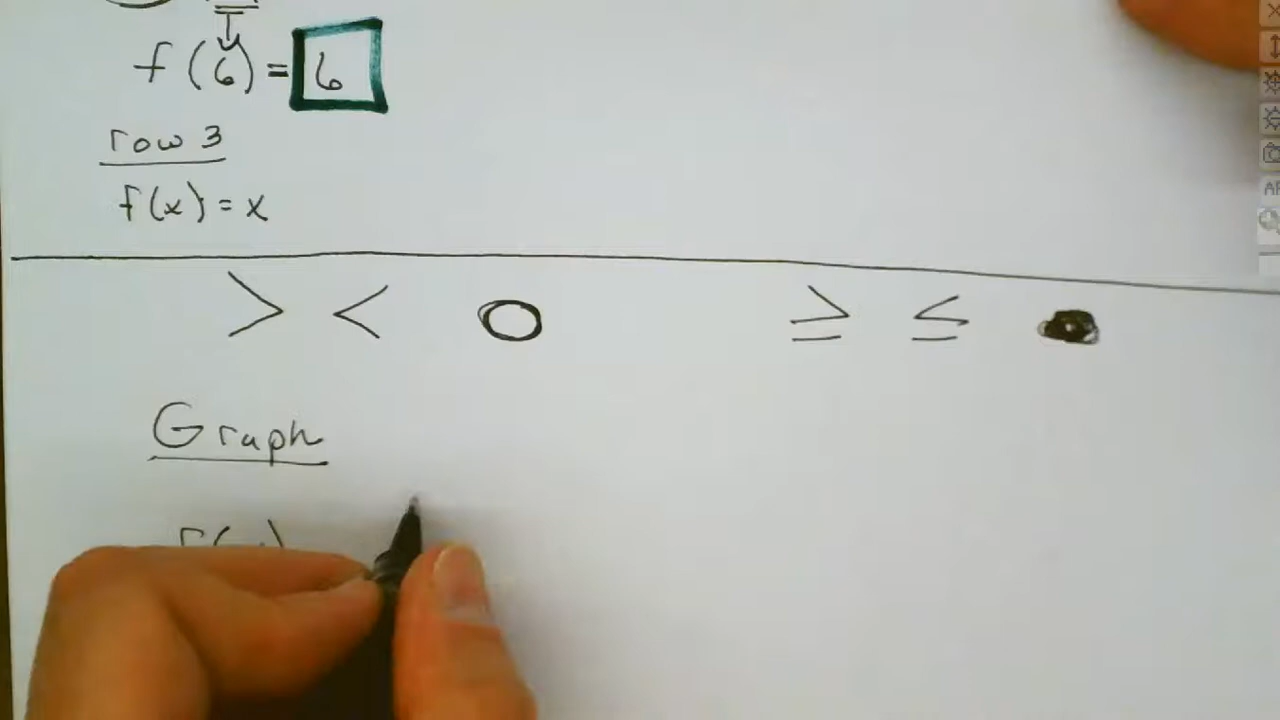 f(6) = 6
row 3
f(x) = x
> < ≥ ≤
Graph